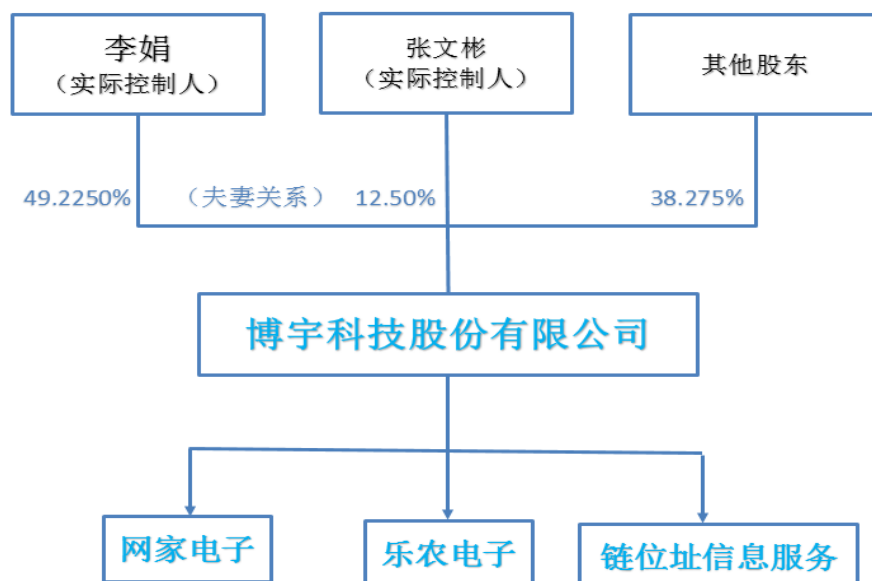 李娟
（实际控制人）
张文彬
（实际控制人）
其他股东
49.2250%
（夫妻关系）
12.50%
38.275%
博宇科技股份有限公司
网家电子
乐农电子
链位址信息服务